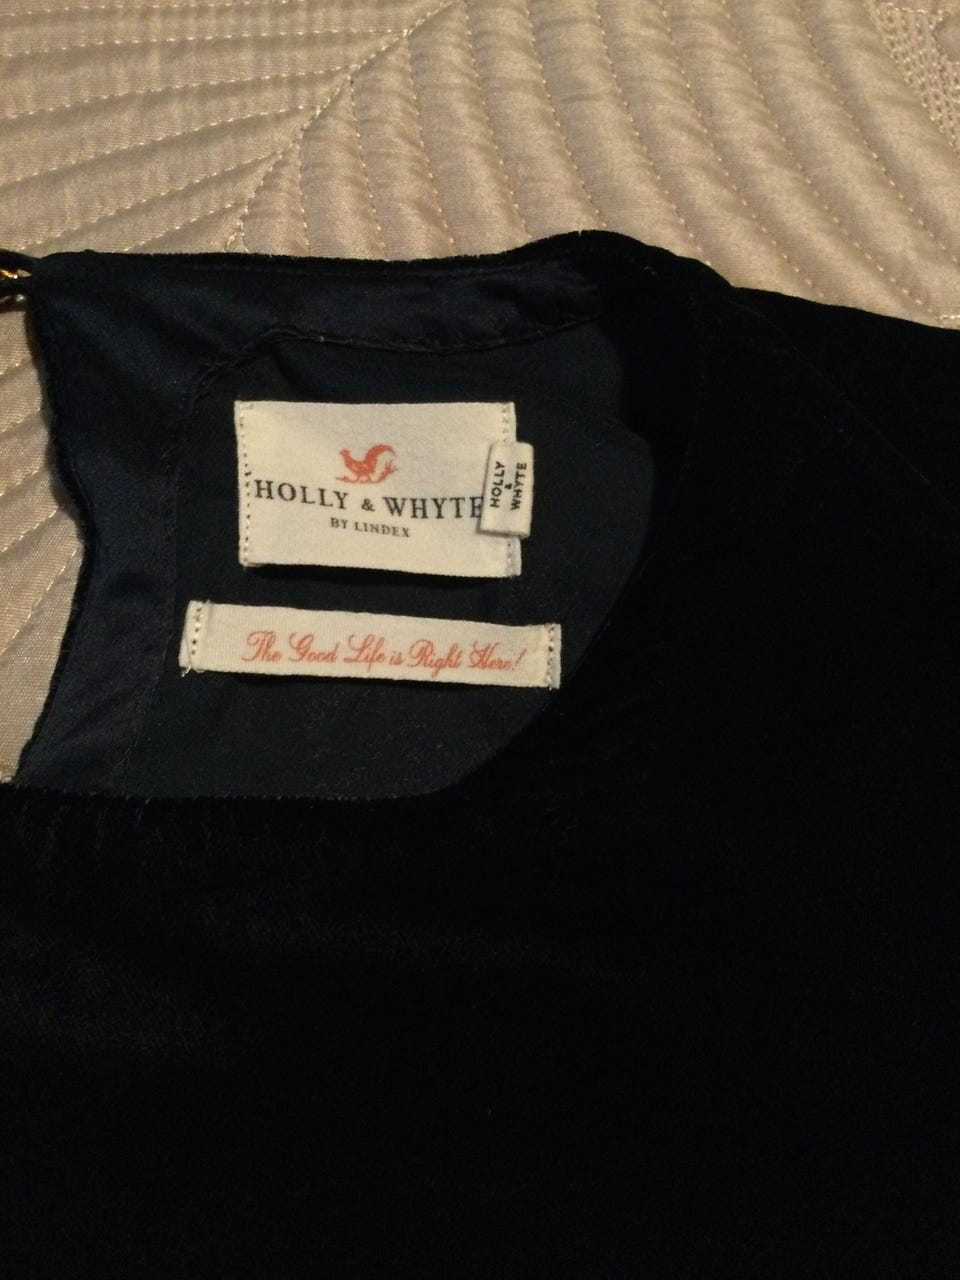 HOLLY & WHYTE
BY LINDEX
HOLLY
&
WHYTE
The Good Life is Right Here!